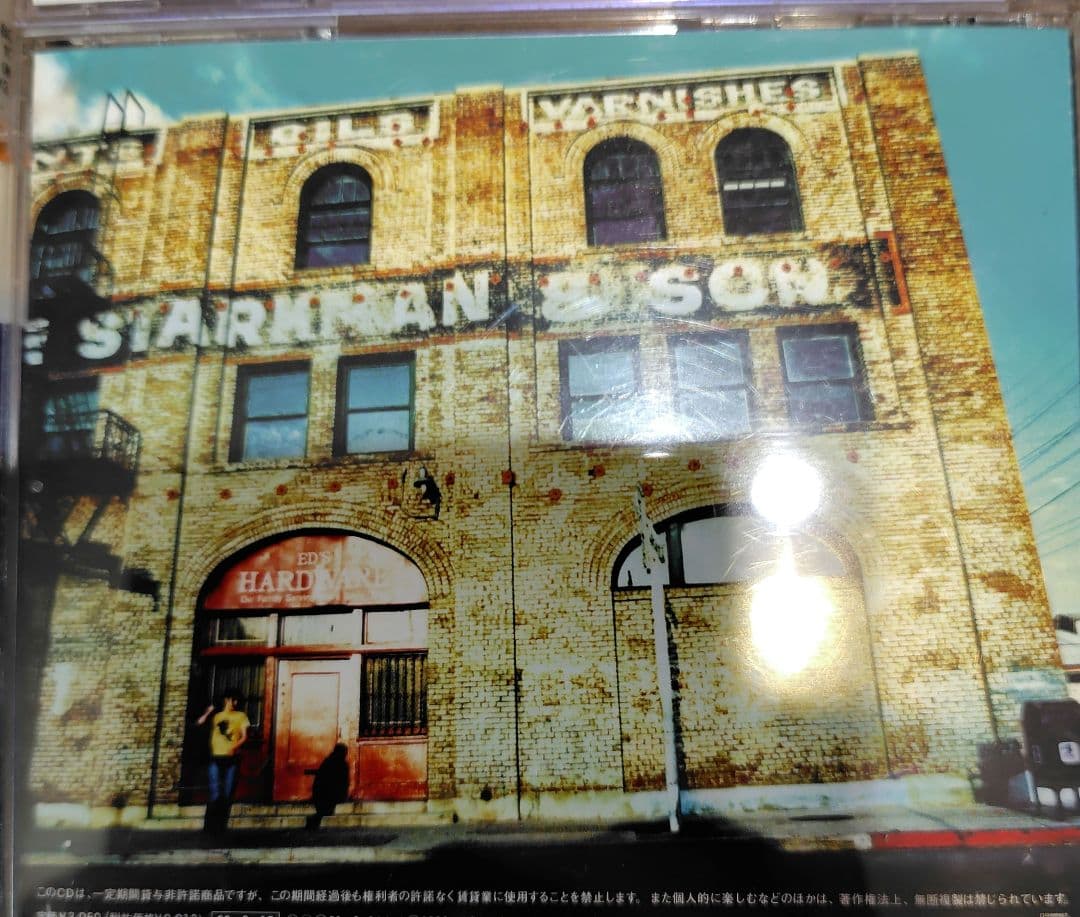 OILS
VARNISHES
STARKMAN & SON
ED'S
HARDWARE
このCDは、一定期間貸与非許諾商品ですが、この期間経過後も権利者の許諾なく賃貸業に使用することを禁止します。また個人的に楽しむなどのほかは、著作権法上、無断複製は禁じられています。